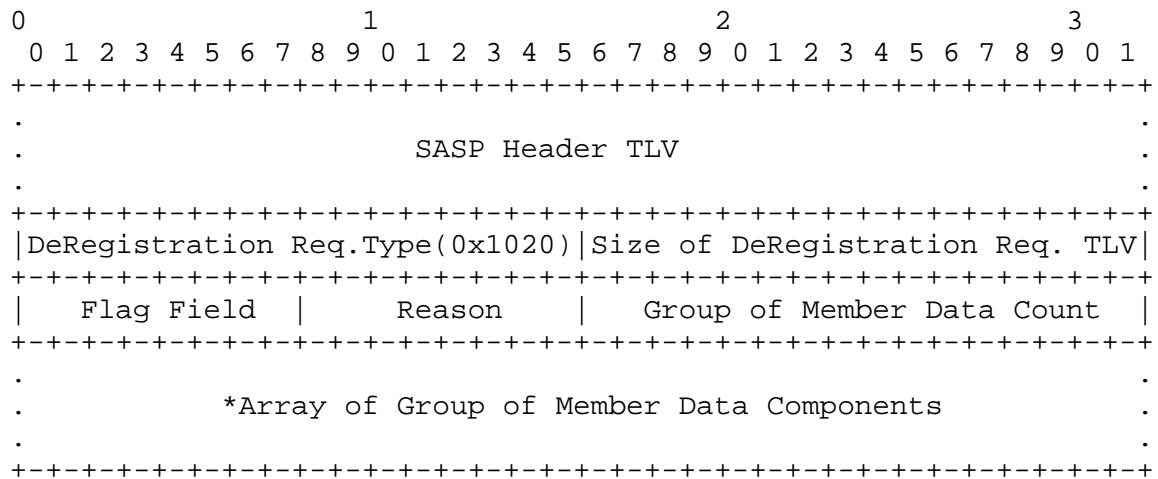 0                   1                   2                   3
 0 1 2 3 4 5 6 7 8 9 0 1 2 3 4 5 6 7 8 9 0 1 2 3 4 5 6 7 8 9 0 1
+-+-+-+-+-+-+-+-+-+-+-+-+-+-+-+-+-+-+-+-+-+-+-+-+-+-+-+-+-+-+-+-+
.                                                               .
.                      SASP Header TLV                          .
.                                                               .
+-+-+-+-+-+-+-+-+-+-+-+-+-+-+-+-+-+-+-+-+-+-+-+-+-+-+-+-+-+-+-+-+
|DeRegistration Req.Type(0x1020)|Size of DeRegistration Req. TLV|
+-+-+-+-+-+-+-+-+-+-+-+-+-+-+-+-+-+-+-+-+-+-+-+-+-+-+-+-+-+-+-+-+
|   Flag Field  |     Reason    |   Group of Member Data Count  |
+-+-+-+-+-+-+-+-+-+-+-+-+-+-+-+-+-+-+-+-+-+-+-+-+-+-+-+-+-+-+-+-+
.                                                               .
.           *Array of Group of Member Data Components           .
.                                                               .
+-+-+-+-+-+-+-+-+-+-+-+-+-+-+-+-+-+-+-+-+-+-+-+-+-+-+-+-+-+-+-+-+